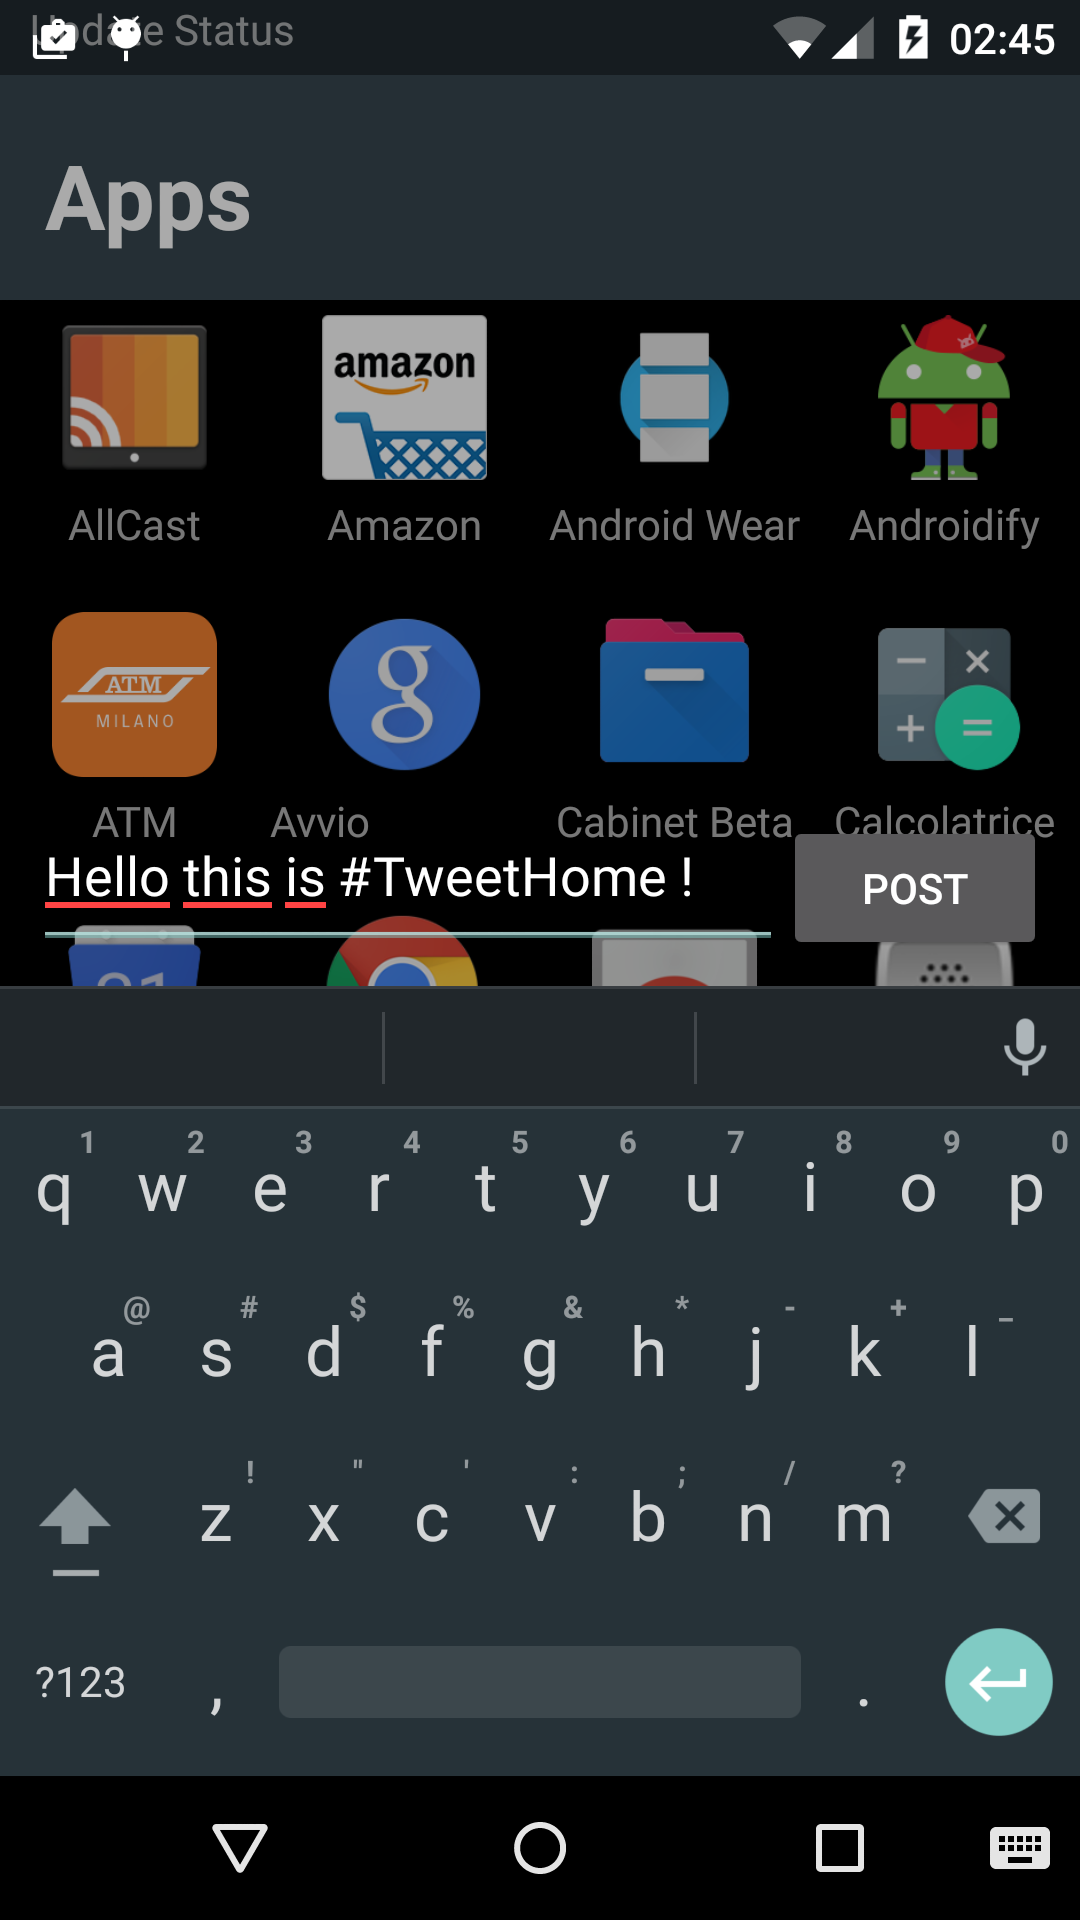 Update Status
02:45
Apps
amazon
AllCast Amazon Android Wear Androidify
ATM
MILANO
g
ATM Avvio Cabinet Beta Calcolatrice
Hello this is #TweetHome !
POST
31
1 2 3 4 5 6 7 8 9 0
q w e r t y u i o p
@ # $ % & * - + _
a s d f g h j k l
! " ' : ; / ?
z x c v b n m
?123 , .